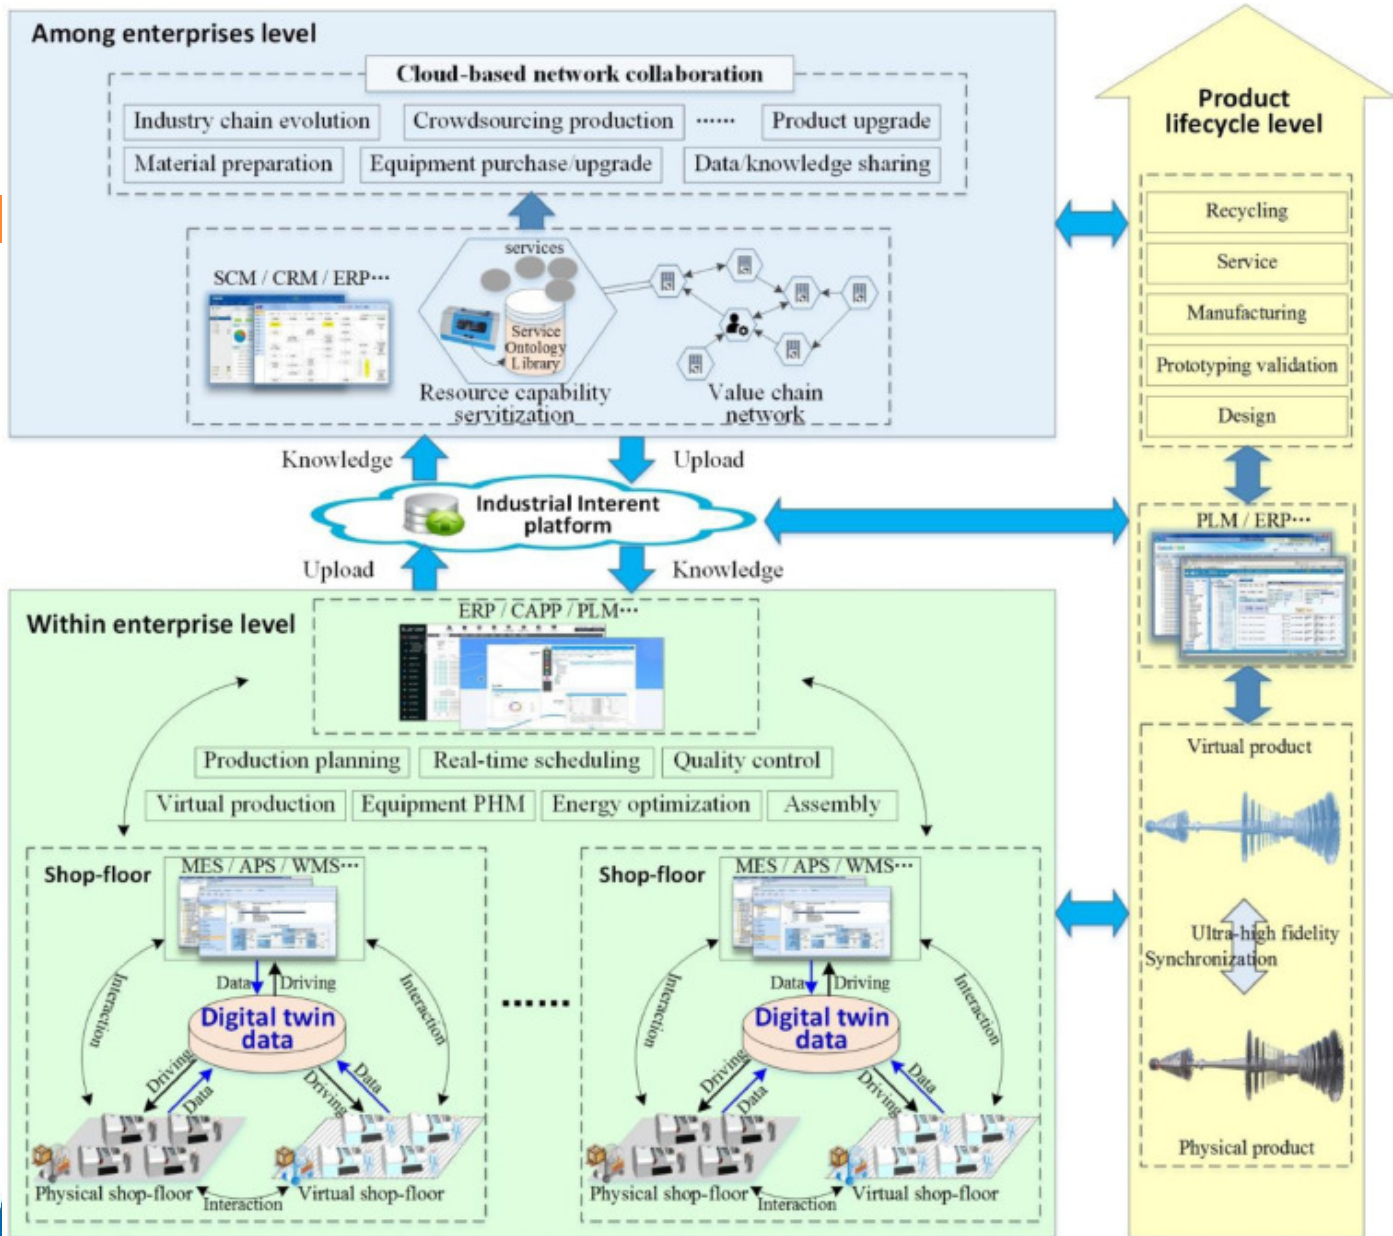 Among enterprises level
Cloud-based network collaboration
Industry chain evolution
Crowdsourcing production
......
Product upgrade
Material preparation
Equipment purchase/upgrade
Data/knowledge sharing
SCM / CRM / ERP···
services
Service
Ontology
Library
Resource capability
servitization
Value chain
network
Knowledge
Upload
Industrial Interent
platform
Upload
Knowledge
Within enterprise level
ERP / CAPP / PLM···
Production planning
Real-time scheduling
Quality control
Virtual production
Equipment PHM
Energy optimization
Assembly
Shop-floor
MES / APS / WMS···
Interaction
Interaction
Data
Driving
Digital twin
data
Driving
Data
Driving
Data
Physical shop-floor
Interaction
Virtual shop-floor
......
Shop-floor
MES / APS / WMS···
Interaction
Interaction
Data
Driving
Digital twin
data
Driving
Data
Driving
Data
Physical shop-floor
Interaction
Virtual shop-floor
Product
lifecycle level
Recycling
Service
Manufacturing
Prototyping validation
Design
PLM / ERP···
Virtual product
Ultra-high fidelity
Synchronization
Physical product